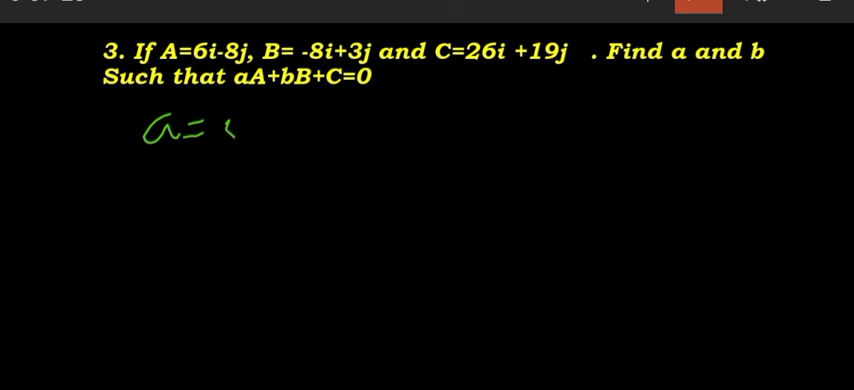 3. If A=6i-8j, B= -8i+3j and C=26i +19j . Find a and b
Such that aA+bB+C=0
a=